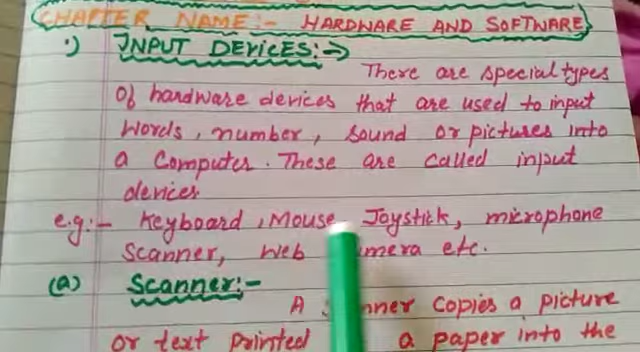 CHAPTER NAME:- HARDWARE AND SOFTWARE
1) INPUT DEVICES:→
There are special types
of hardware devices that are used to input
words, number, sound or pictures into
a computer. These are called input
devices.
e.g:- Keyboard, Mouse Joystick, microphone
Scanner, Web mera etc.
(a) Scanner:-
A nner copies a picture
or text printed a paper into the